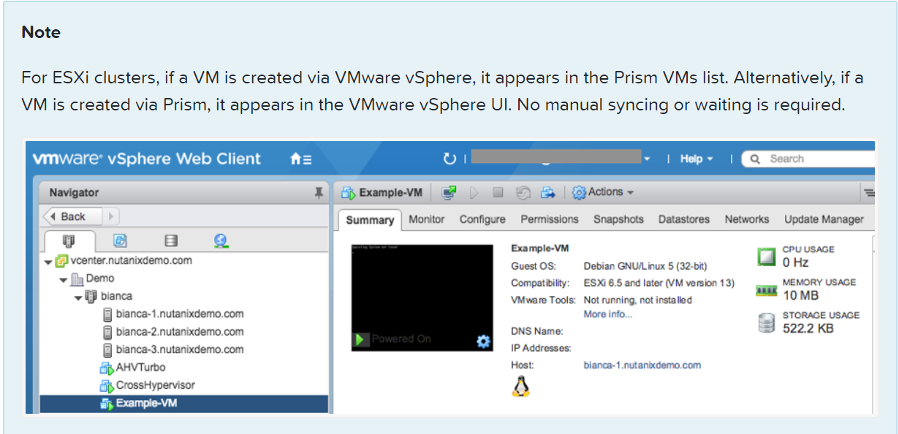 Note
For ESXi clusters, if a VM is created via VMware vSphere, it appears in the Prism VMs list. Alternatively, if a
VM is created via Prism, it appears in the VMware vSphere UI. No manual syncing or waiting is required.
vmware® vSphere Web Client
Help
Search
Navigator
Example-VM
Actions
Back
Summary Monitor Configure Permissions Snapshots Datastores Networks Update Manager
vcenter.nutanixdemo.com
Demo
bianca
bianca-1.nutanixdemo.com
bianca-2.nutanixdemo.com
bianca-3.nutanixdemo.com
AHVTurbo
CrossHypervisor
Example-VM
Powered On
Example-VM
Guest OS: Debian GNU/Linux 5 (32-bit)
Compatibility: ESXi 6.5 and later (VM version 13)
VMware Tools: Not running, not installed
More info...
DNS Name:
IP Addresses:
Host: bianca-1.nutanixdemo.com
CPU USAGE
0 Hz
MEMORY USAGE
10 MB
STORAGE USAGE
522.2 KB